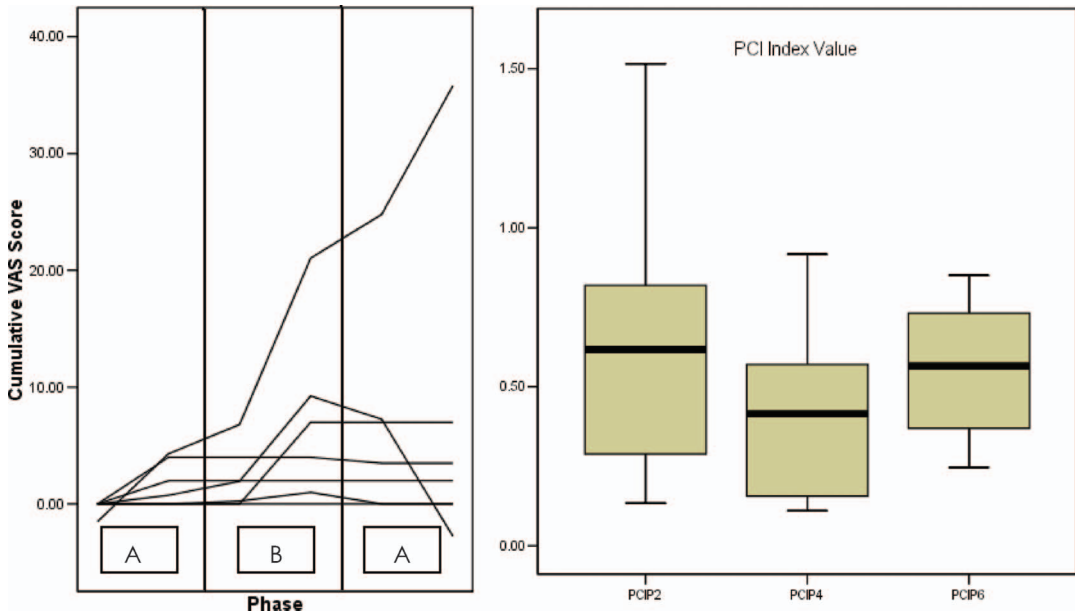 40.00
30.00
20.00
10.00
0.00
Cumulative VAS Score
A
B
A
Phase
PCI Index Value
1.50
1.00
0.50
0.00
PCIP2
PCIP4
PCIP6